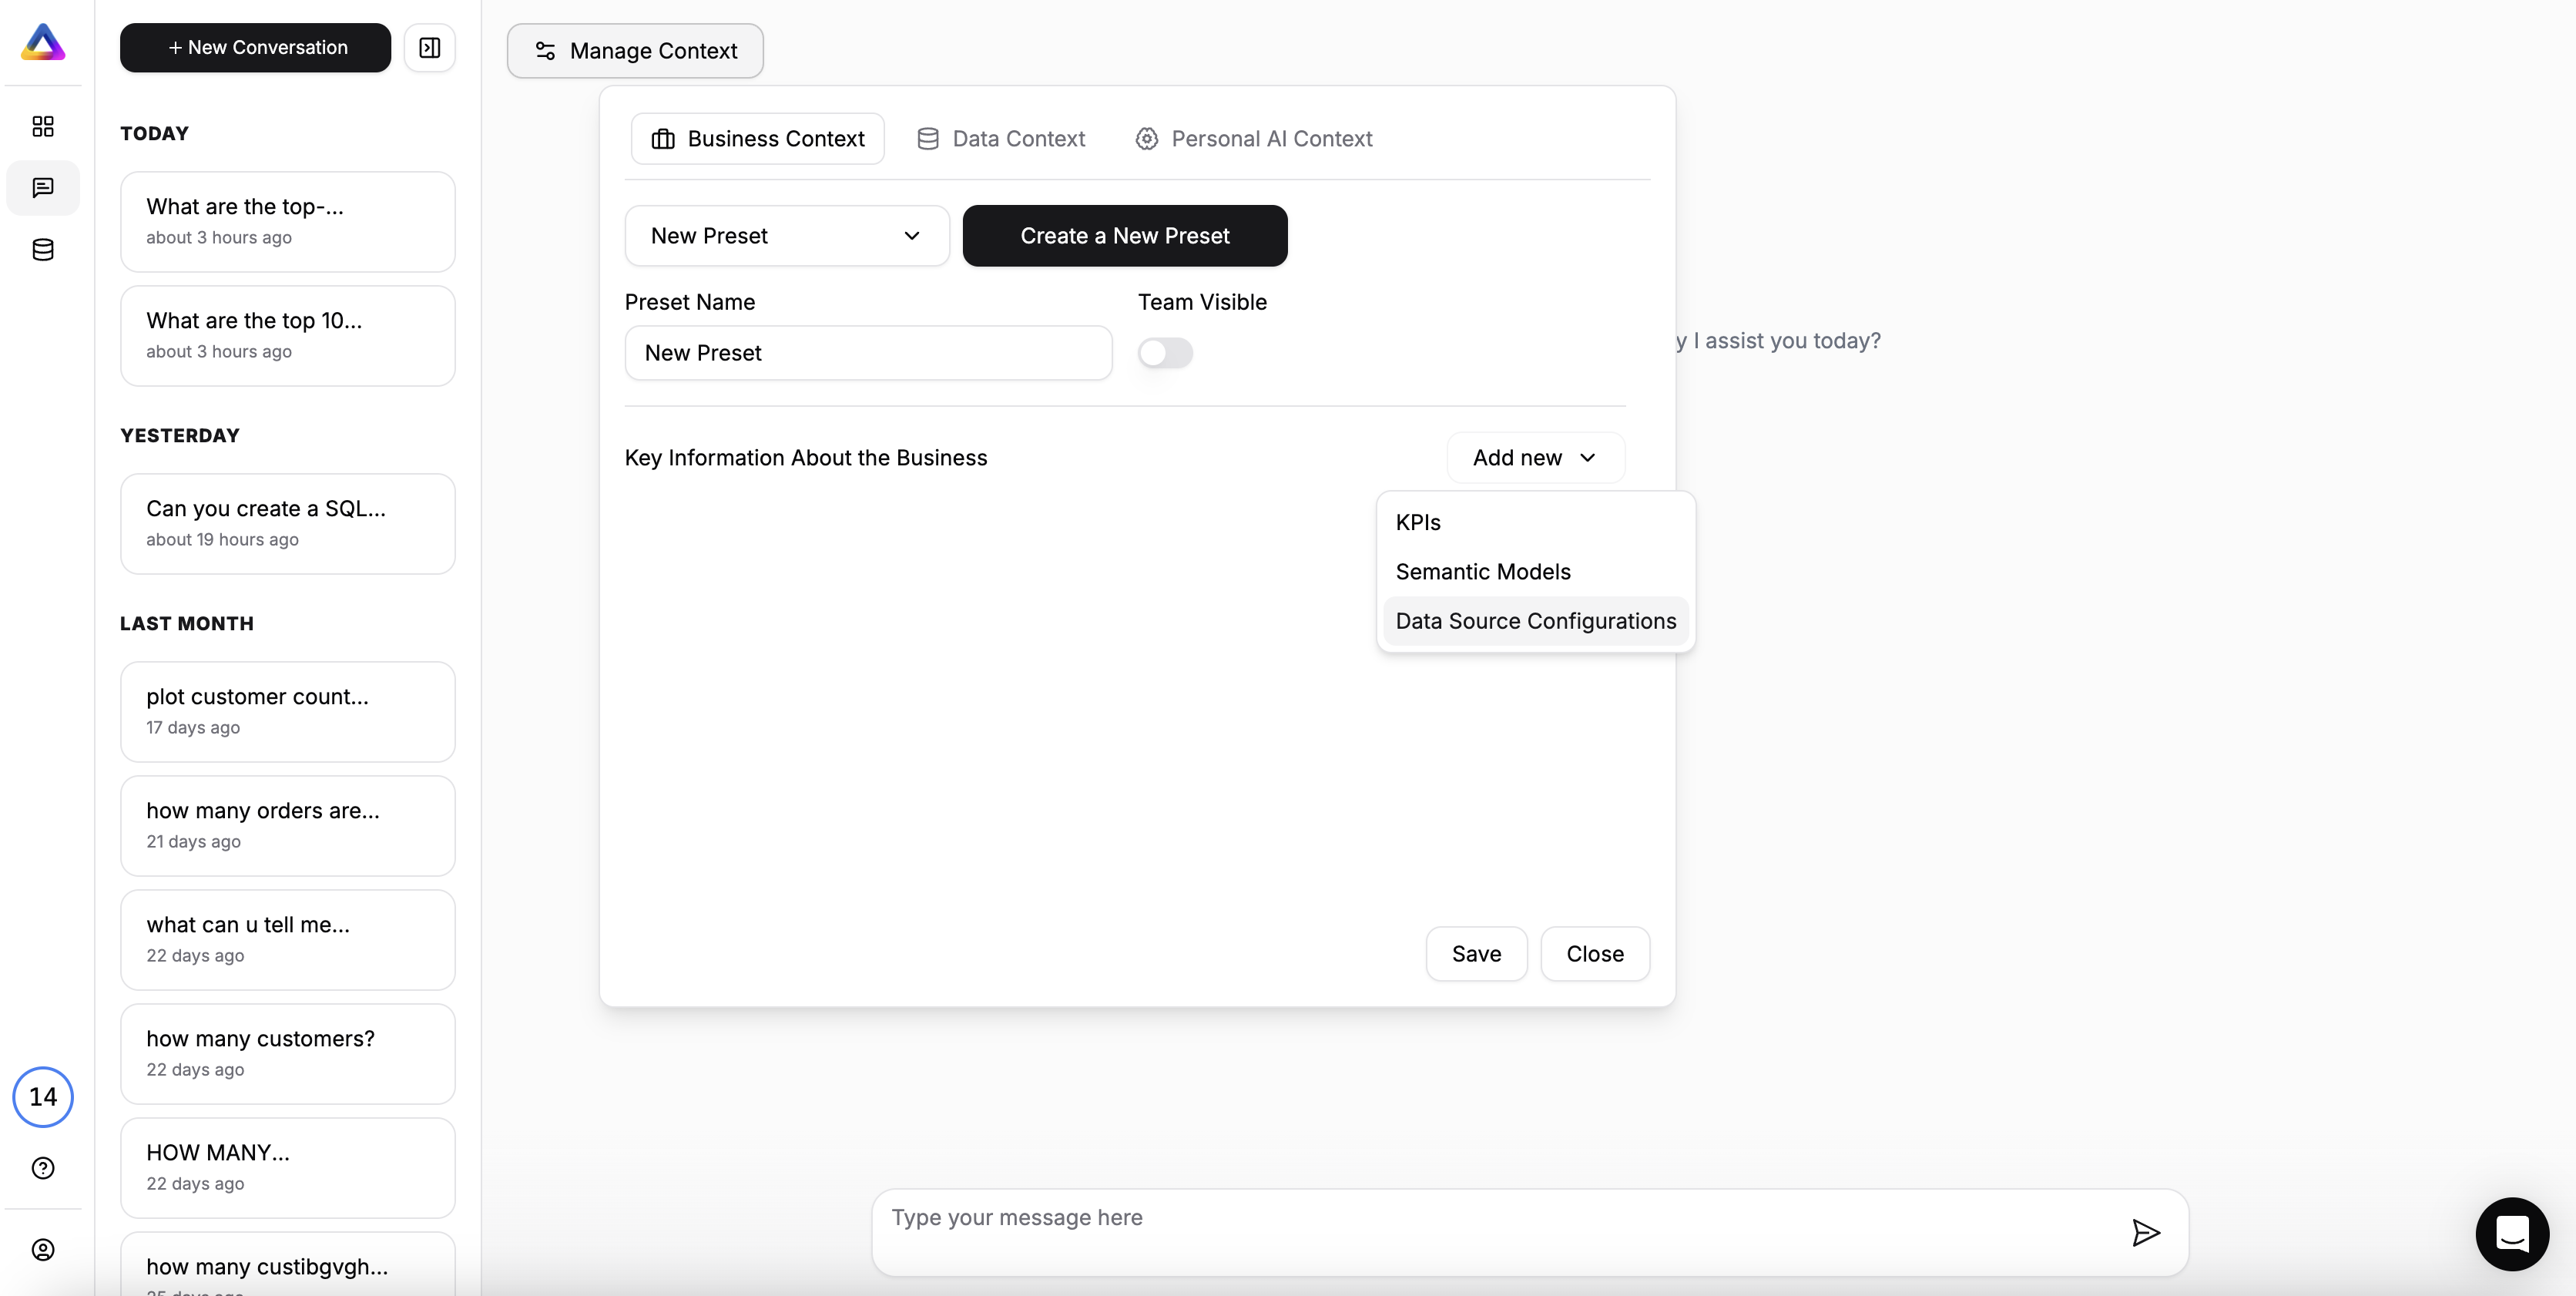 + New Conversation
TODAY
What are the top-...
about 3 hours ago
What are the top 10...
about 3 hours ago
YESTERDAY
Can you create a SQL...
about 19 hours ago
LAST MONTH
plot customer count...
17 days ago
how many orders are...
21 days ago
what can u tell me...
22 days ago
how many customers?
22 days ago
HOW MANY...
22 days ago
how many custibgvgh...
25 days ago
14
Manage Context
Business Context
Data Context
Personal AI Context
New Preset
Create a New Preset
Preset Name
Team Visible
New Preset
y I assist you today?
Key Information About the Business
Add new
KPIs
Semantic Models
Data Source Configurations
Save
Close
Type your message here